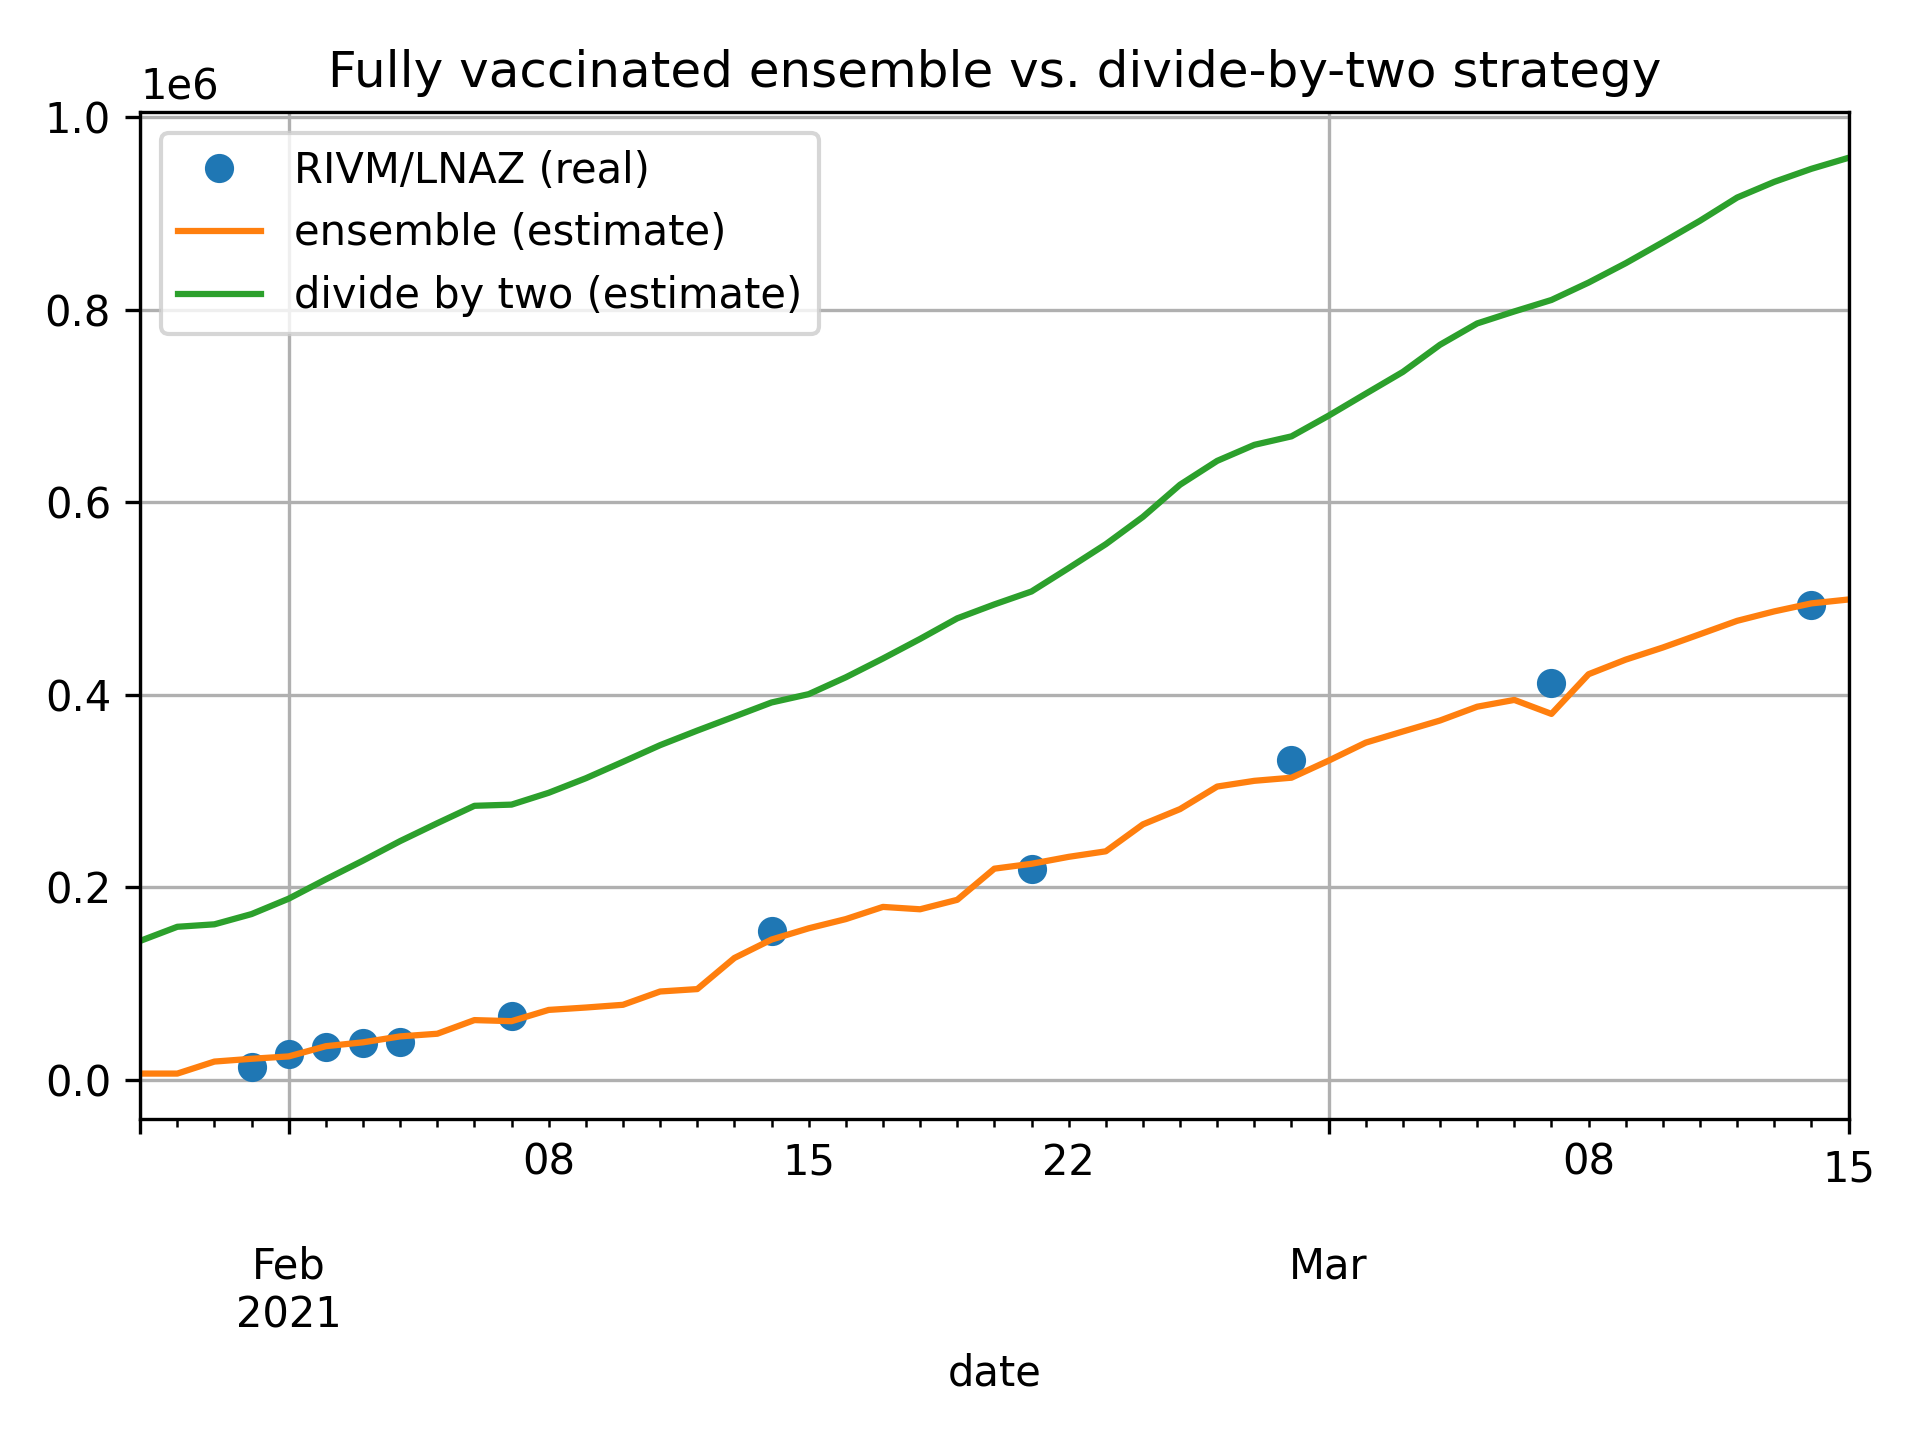 Fully vaccinated ensemble vs. divide-by-two strategy
1e6
1.0
0.8
0.6
0.4
0.2
0.0
RIVM/LNAZ (real)
ensemble (estimate)
divide by two (estimate)
08 15 22 08 15
Feb Mar
2021
date